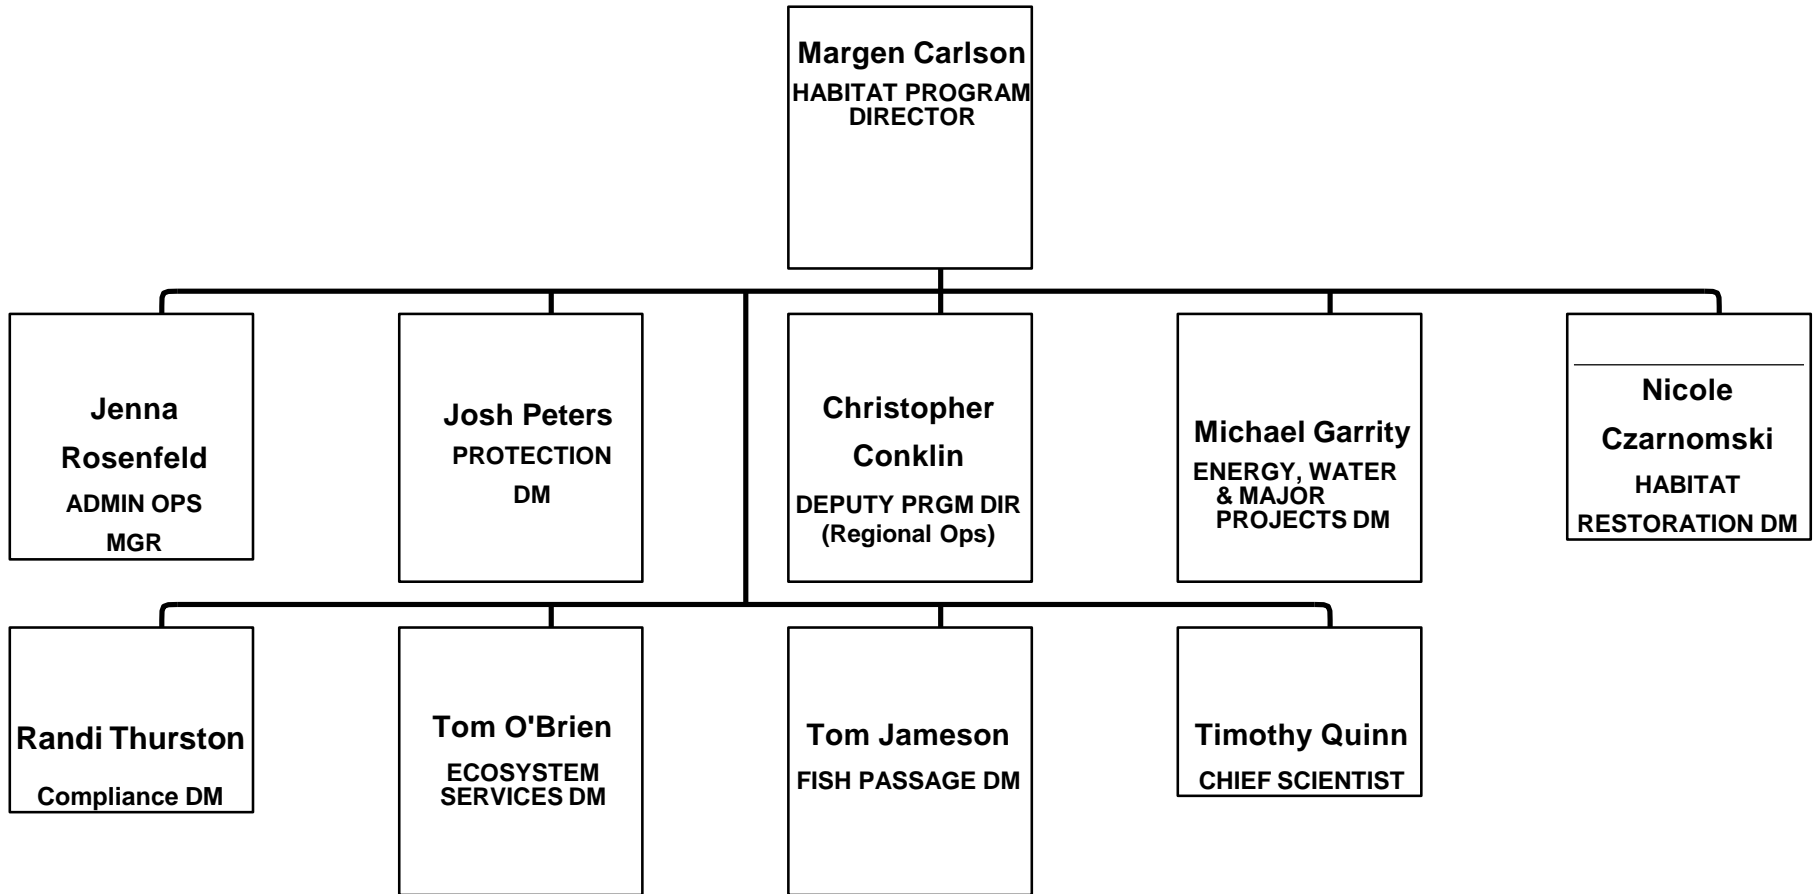 Margen Carlson
HABITAT PROGRAM
DIRECTOR
Jenna
Rosenfeld
ADMIN OPS
MGR
Josh Peters
PROTECTION
DM
Christopher
Conklin
DEPUTY PRGM DIR
(Regional Ops)
Michael Garrity
ENERGY, WATER
& MAJOR
PROJECTS DM
Nicole
Czarnomski
HABITAT
RESTORATION DM
Randi Thurston
Compliance DM
Tom O'Brien
ECOSYSTEM
SERVICES DM
Tom Jameson
FISH PASSAGE DM
Timothy Quinn
CHIEF SCIENTIST